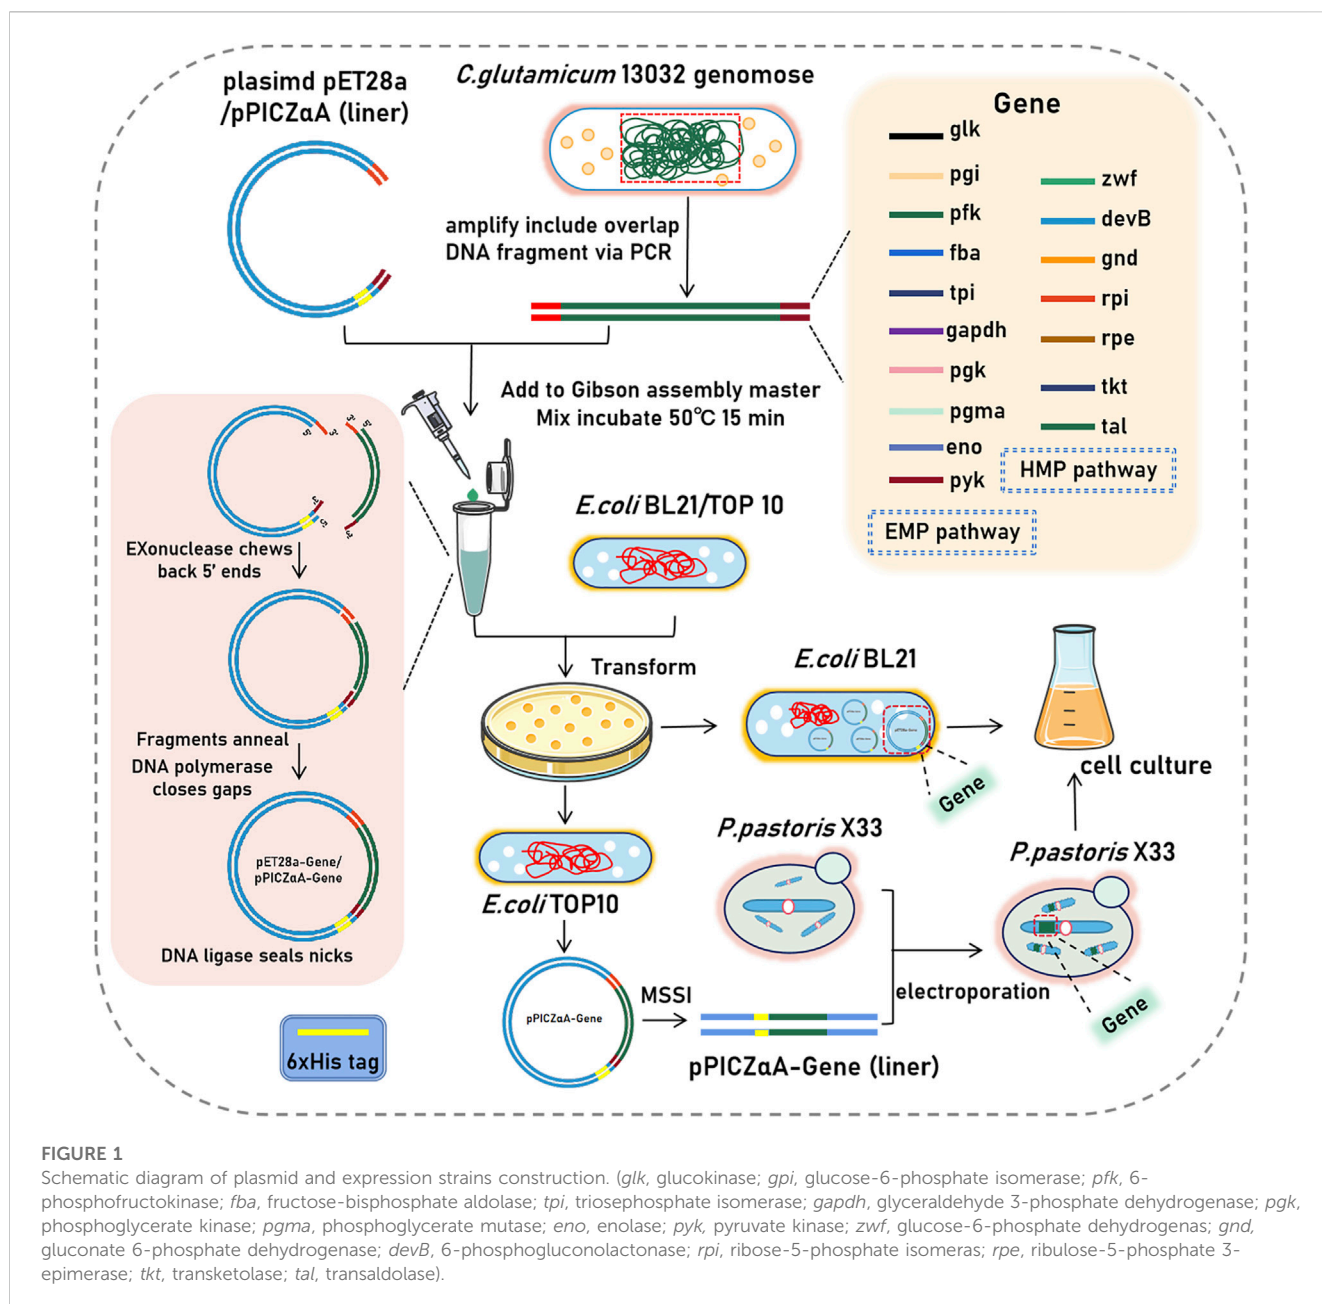 plasimd pET28a
/pPICZαA (liner)
C.glutamicum 13032 genomose
amplify include overlap
DNA fragment via PCR
Gene
glk
pgi
pfk
fba
tpi
gapdh
pgk
pgma
eno
pyk
EMP pathway
zwf
devB
gnd
rpi
rpe
tkt
tal
HMP pathway
Add to Gibson assembly master
Mix incubate 50℃ 15 min
5'
3'
3'
5'
3'
5'
3'
EXonuclease chews
back 5' ends
Fragments anneal
DNA polymerase
closes gaps
pET28a-Gene/
pPICZαA-Gene
DNA ligase seals nicks
6xHis tag
E.coli BL21/TOP 10
Transform
E.coli BL21
Gene
cell culture
E.coli TOP10
pPICZαA-Gene
MSSI
pPICZαA-Gene (liner)
P.pastoris X33
electroporation
P.pastoris X33
Gene
FIGURE 1
Schematic diagram of plasmid and expression strains construction. (glk, glucokinase; gpi, glucose-6-phosphate isomerase; pfk, 6-
phosphofructokinase; fba, fructose-bisphosphate aldolase; tpi, triosephosphate isomerase; gapdh, glyceraldehyde 3-phosphate dehydrogenase; pgk,
phosphoglycerate kinase; pgma, phosphoglycerate mutase; eno, enolase; pyk, pyruvate kinase; zwf, glucose-6-phosphate dehydrogenas; gnd,
gluconate 6-phosphate dehydrogenase; devB, 6-phosphogluconolactonase; rpi, ribose-5-phosphate isomeras; rpe, ribulose-5-phosphate 3-
epimerase; tkt, transketolase; tal, transaldolase).